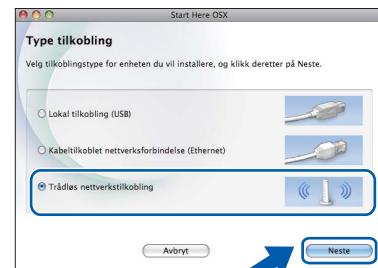 Start Here OSX
Type tilkobling
Velg tilkoblingstype for enheten du vil installere, og klikk deretter på Neste.
Lokal tilkobling (USB)
Kabeltilkoblet nettverksforbindelse (Ethernet)
Trådløs nettverkstilkobling
Avbryt
Neste